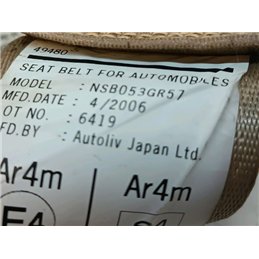 49480
SEAT BELT FOR AUTOMOBILES
MODEL : NSB053GR57
MFD.DATE : 4/2006
OT NO. : 6419
FD.BY : Autoliv Japan Ltd.
Ar4m Ar4m
E4